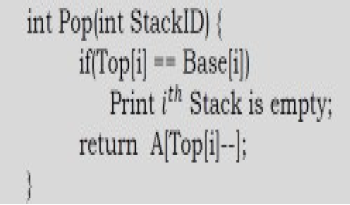 int Pop(int StackID) {
if(Top[i] == Base[i])
Print i^th Stack is empty;
return A[Top[i]--];
}